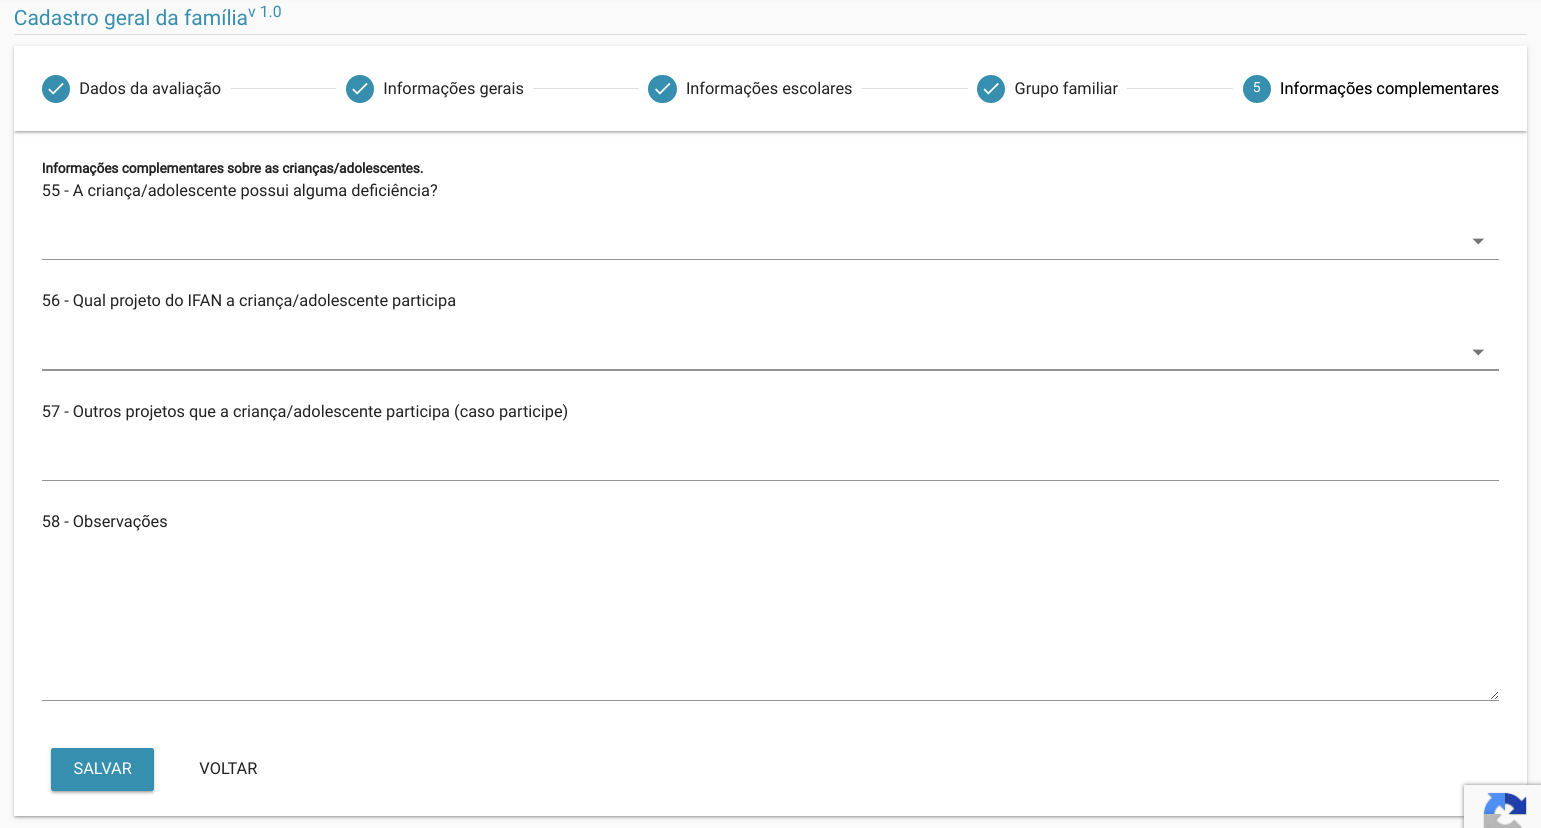 Cadastro geral da família v 1.0
Dados da avaliação
Informações gerais
Informações escolares
Grupo familiar
5 Informações complementares
Informações complementares sobre as crianças/adolescentes.
55 - A criança/adolescente possui alguma deficiência?
56 - Qual projeto do IFAN a criança/adolescente participa
57 - Outros projetos que a criança/adolescente participa (caso participe)
58 - Observações
SALVAR
VOLTAR